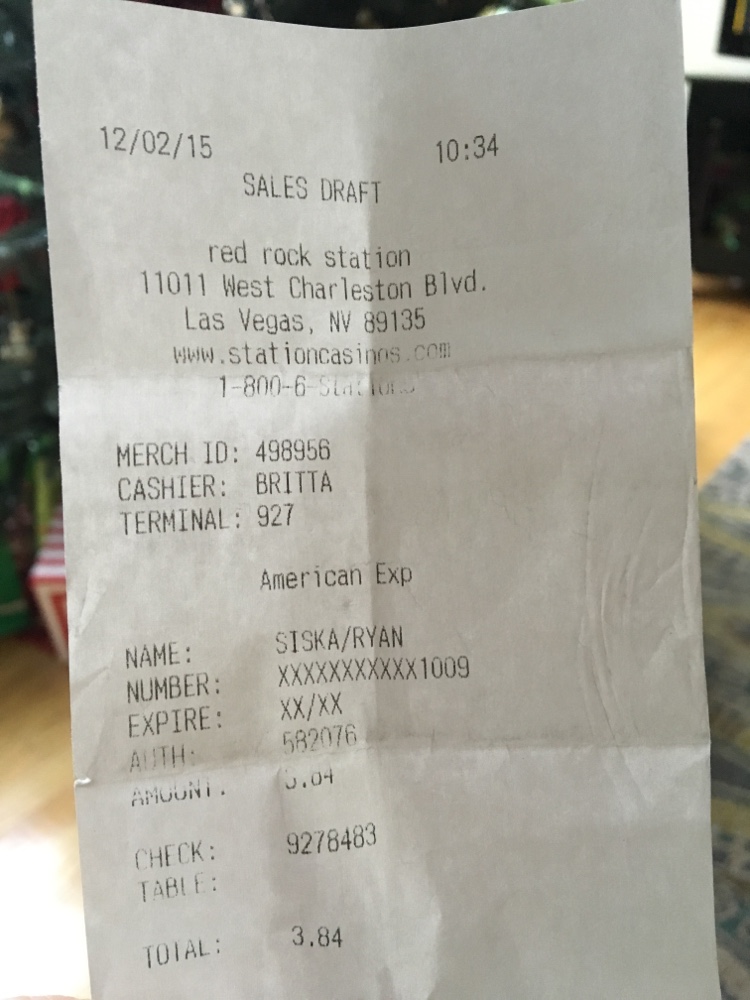 12/02/15 10:34
SALES DRAFT
red rock station
11011 West Charleston Blvd.
Las Vegas, NV 89135
www.stationcasinos.com
1-800-6-Stations
MERCH ID: 498956
CASHIER: BRITTA
TERMINAL: 927
American Exp
NAME: SISKA/RYAN
NUMBER: XXXXXXXXXXX1009
EXPIRE: XX/XX
AUTH: 582076
AMOUNT: 3.84
CHECK: 9278483
TABLE:
TOTAL: 3.84